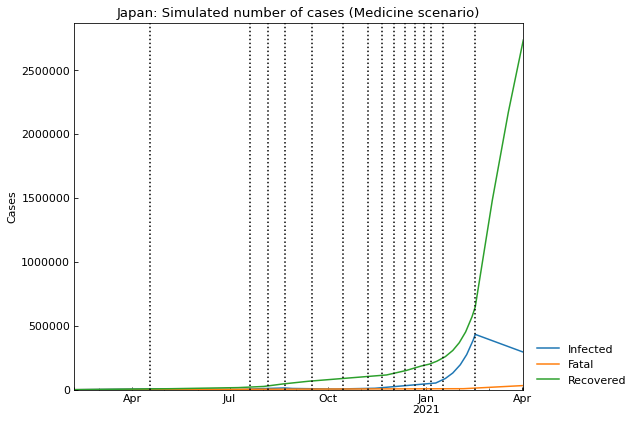 Japan: Simulated number of cases (Medicine scenario)
Cases
2500000
2000000
1500000
1000000
500000
0
Apr
Jul
Oct
Jan
2021
Apr
Infected
Fatal
Recovered